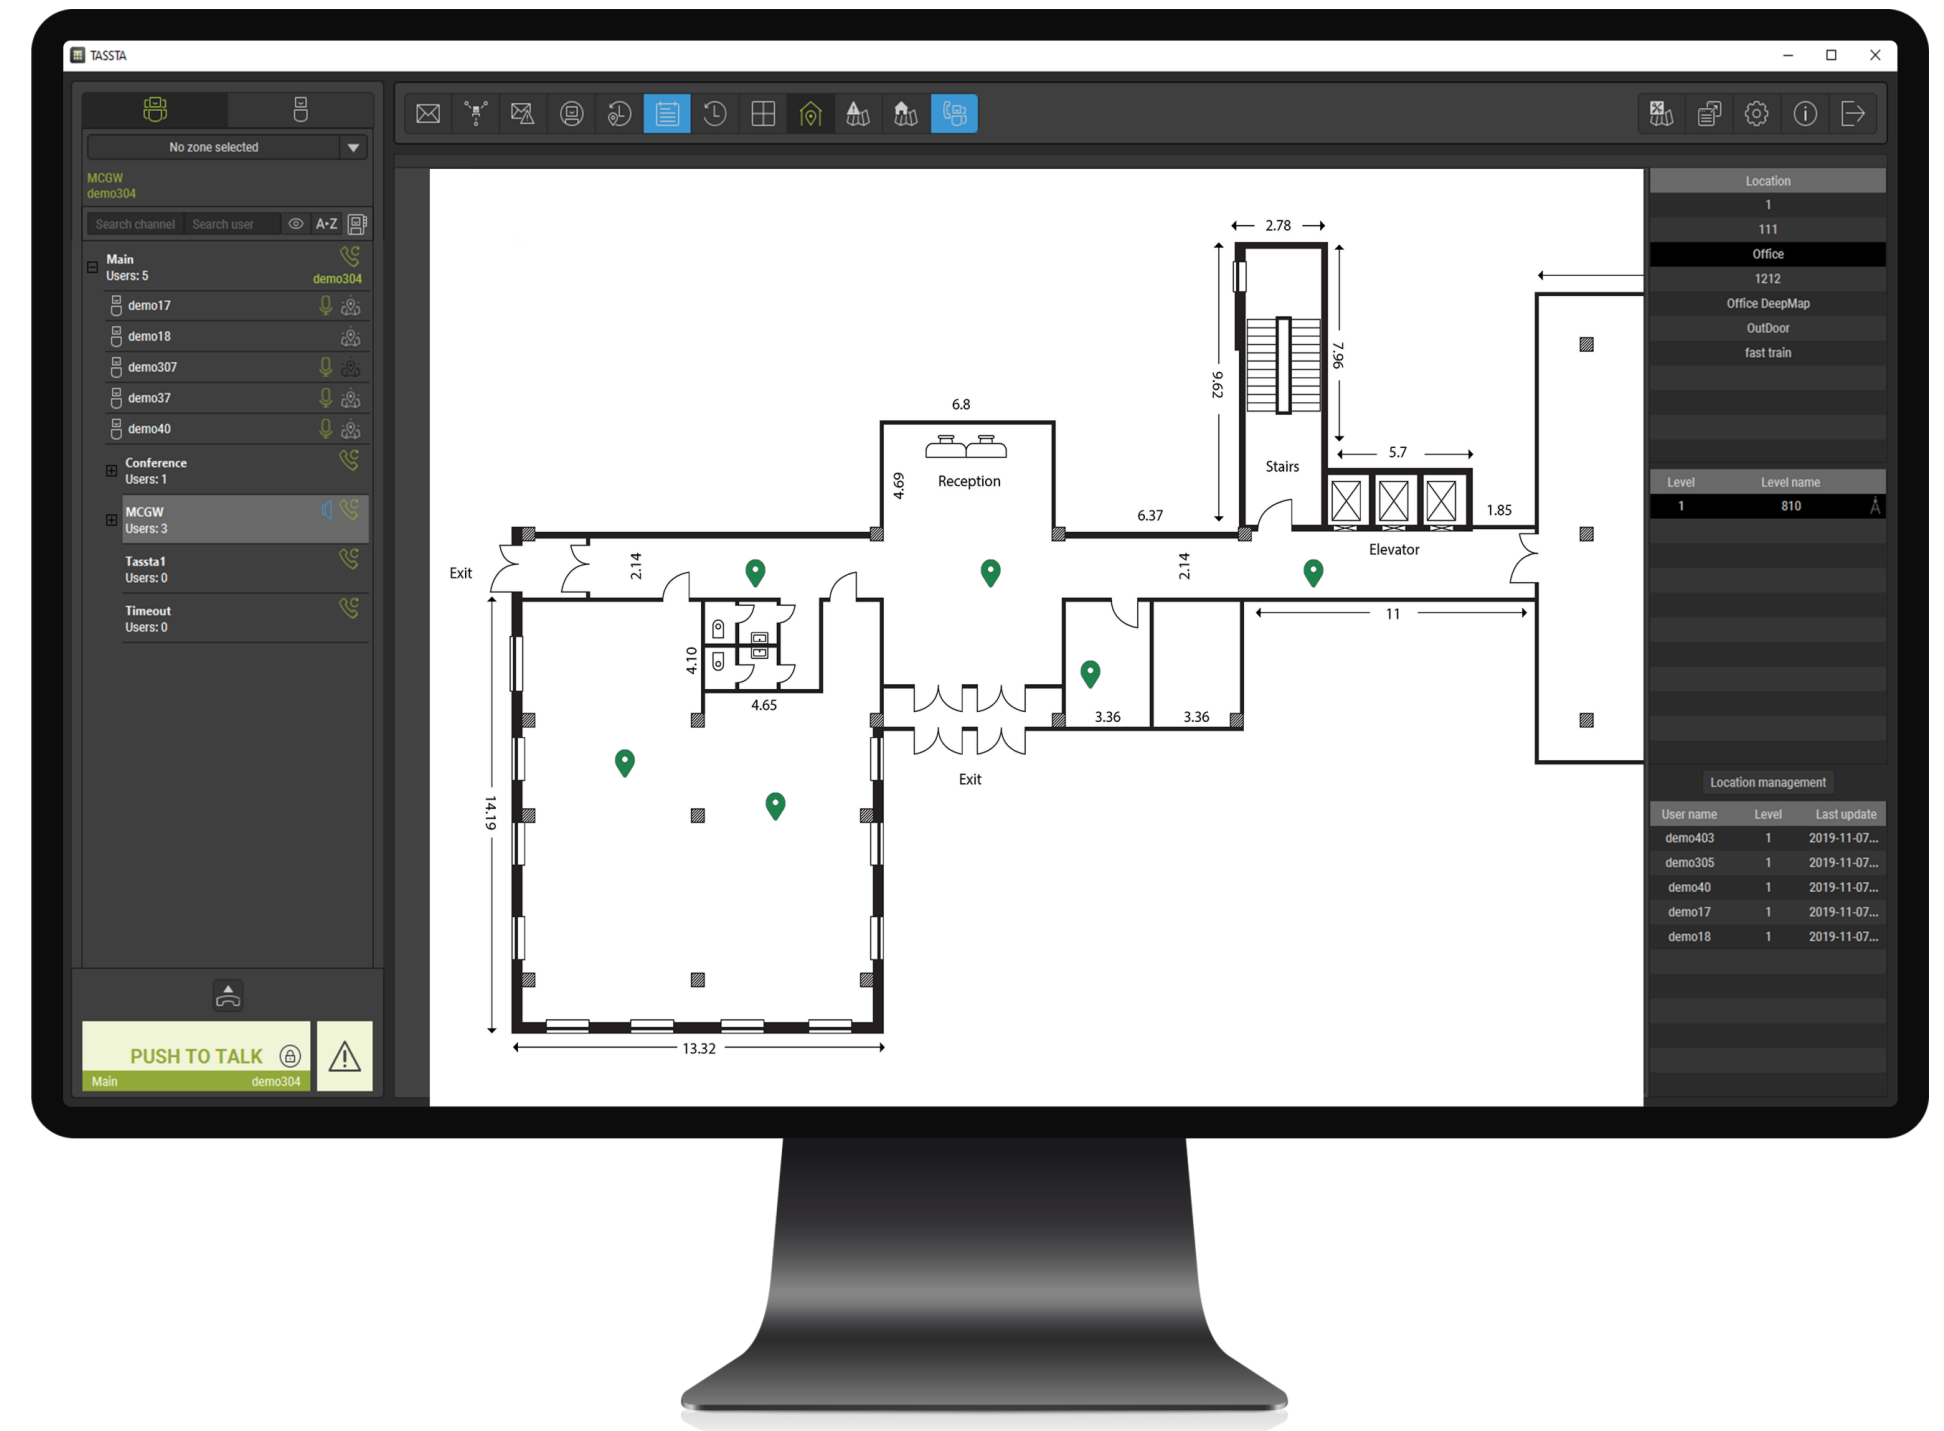 TASSTA
No zone selected
MCGW
demo304
Search channel Search user A▸Z
Main
Users: 5
demo304
demo17
demo18
demo307
demo37
demo40
Conference
Users: 1
MCGW
Users: 3
Tassta1
Users: 0
Timeout
Users: 0
PUSH TO TALK
Main demo304
2.78
9.62
7.96
6.8
4.69
Reception
Stairs
5.7
6.37
1.85
Elevator
Exit
2.14
2.14
11
4.10
4.65
3.36
3.36
Exit
14.19
13.32
Location
1
111
Office
1212
Office DeepMap
OutDoor
fast train
Level Level name
1 810
Location management
User name Level Last update
demo403 1 2019-11-07...
demo305 1 2019-11-07...
demo40 1 2019-11-07...
demo17 1 2019-11-07...
demo18 1 2019-11-07...